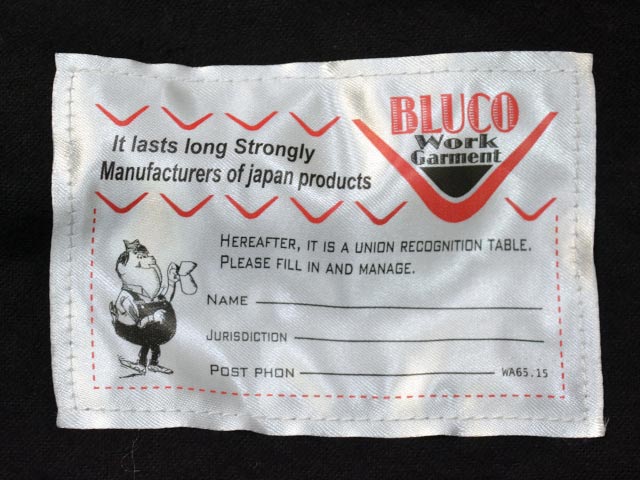 BLUCO
Work
Garment
It lasts long Strongly
Manufacturers of japan products
HEREAFTER, IT IS A UNION RECOGNITION TABLE.
PLEASE FILL IN AND MANAGE.
NAME
JURISDICTION
POST PHON
WA65.15